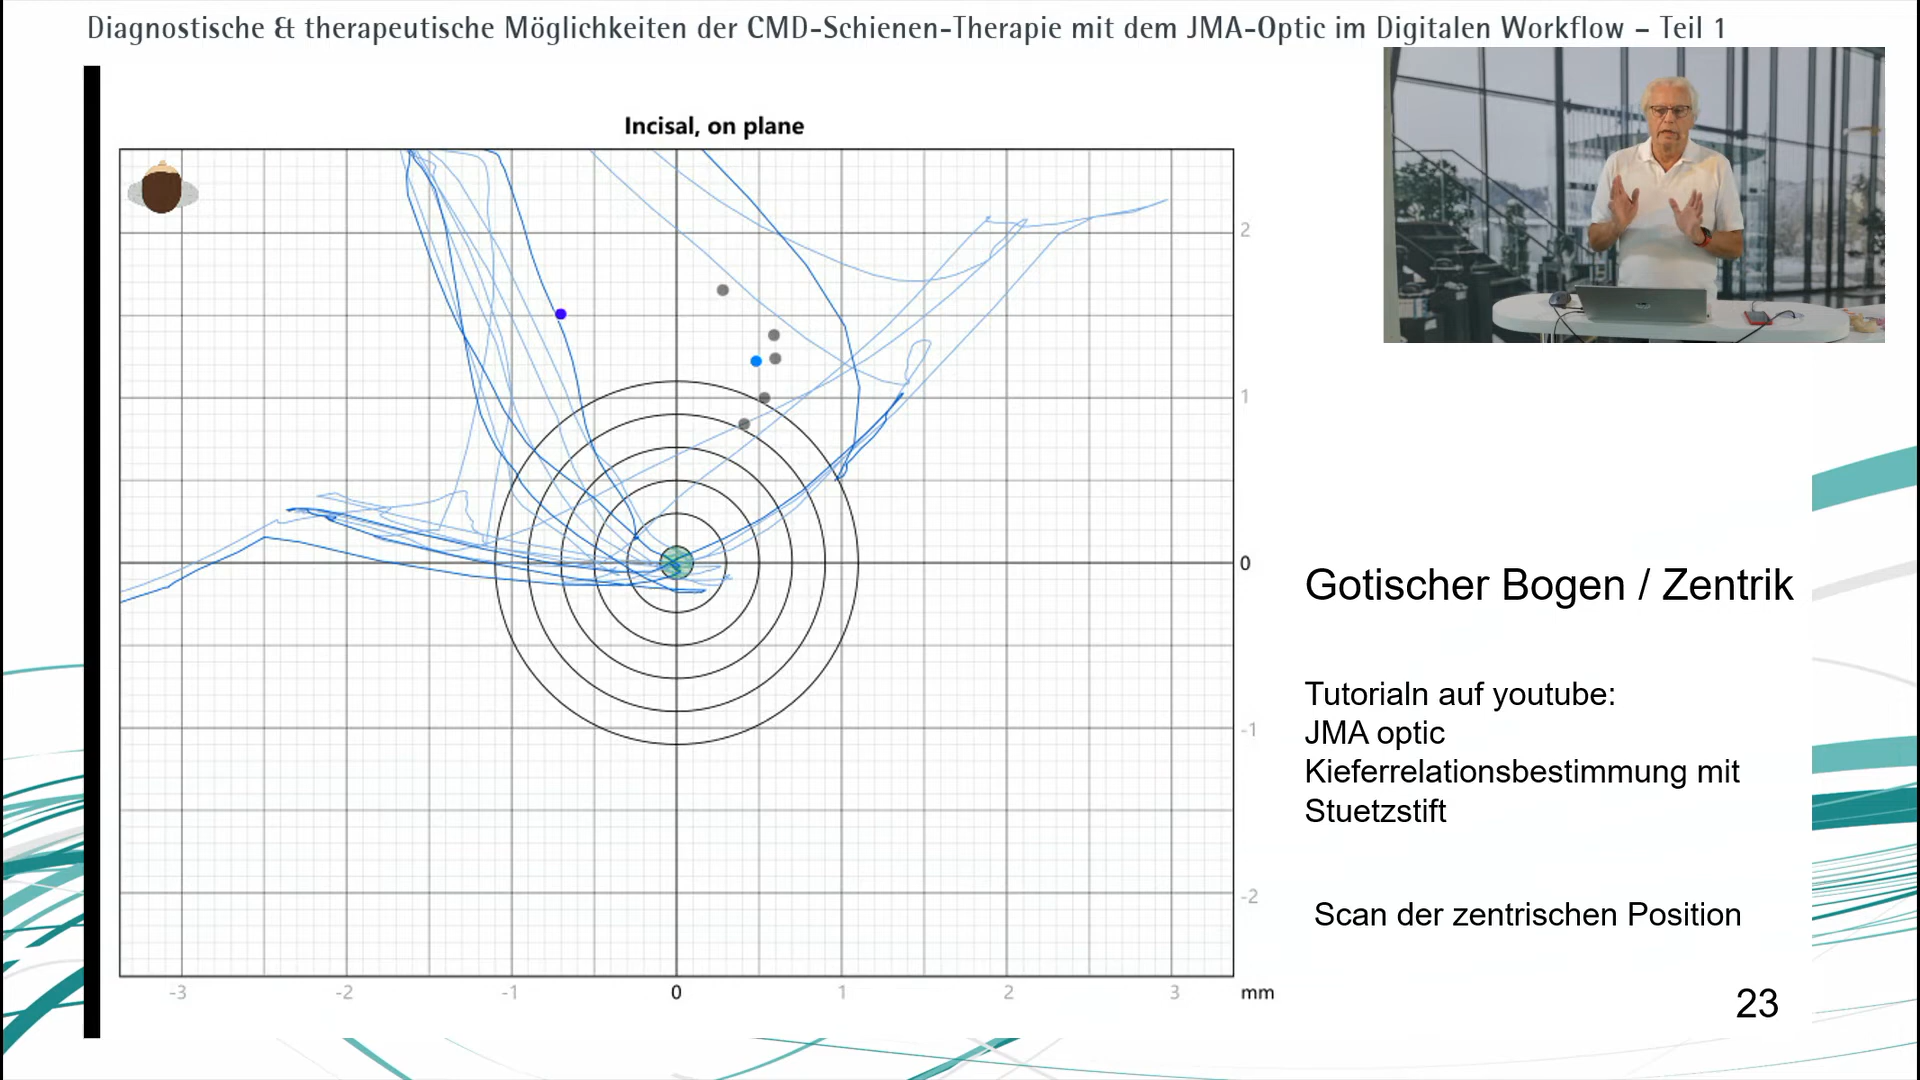 Diagnostische & therapeutische Möglichkeiten der CMD-Schienen-Therapie mit dem JMA-Optic im Digitalen Workflow – Teil 1
Incisal, on plane
2
1
0
-1
-2
-3
-2
-1
0
1
2
3
mm
Gotischer Bogen / Zentrik
Tutorialn auf youtube:
JMA optic
Kieferrelationsbestimmung mit
Stuetzstift
Scan der zentrischen Position
23